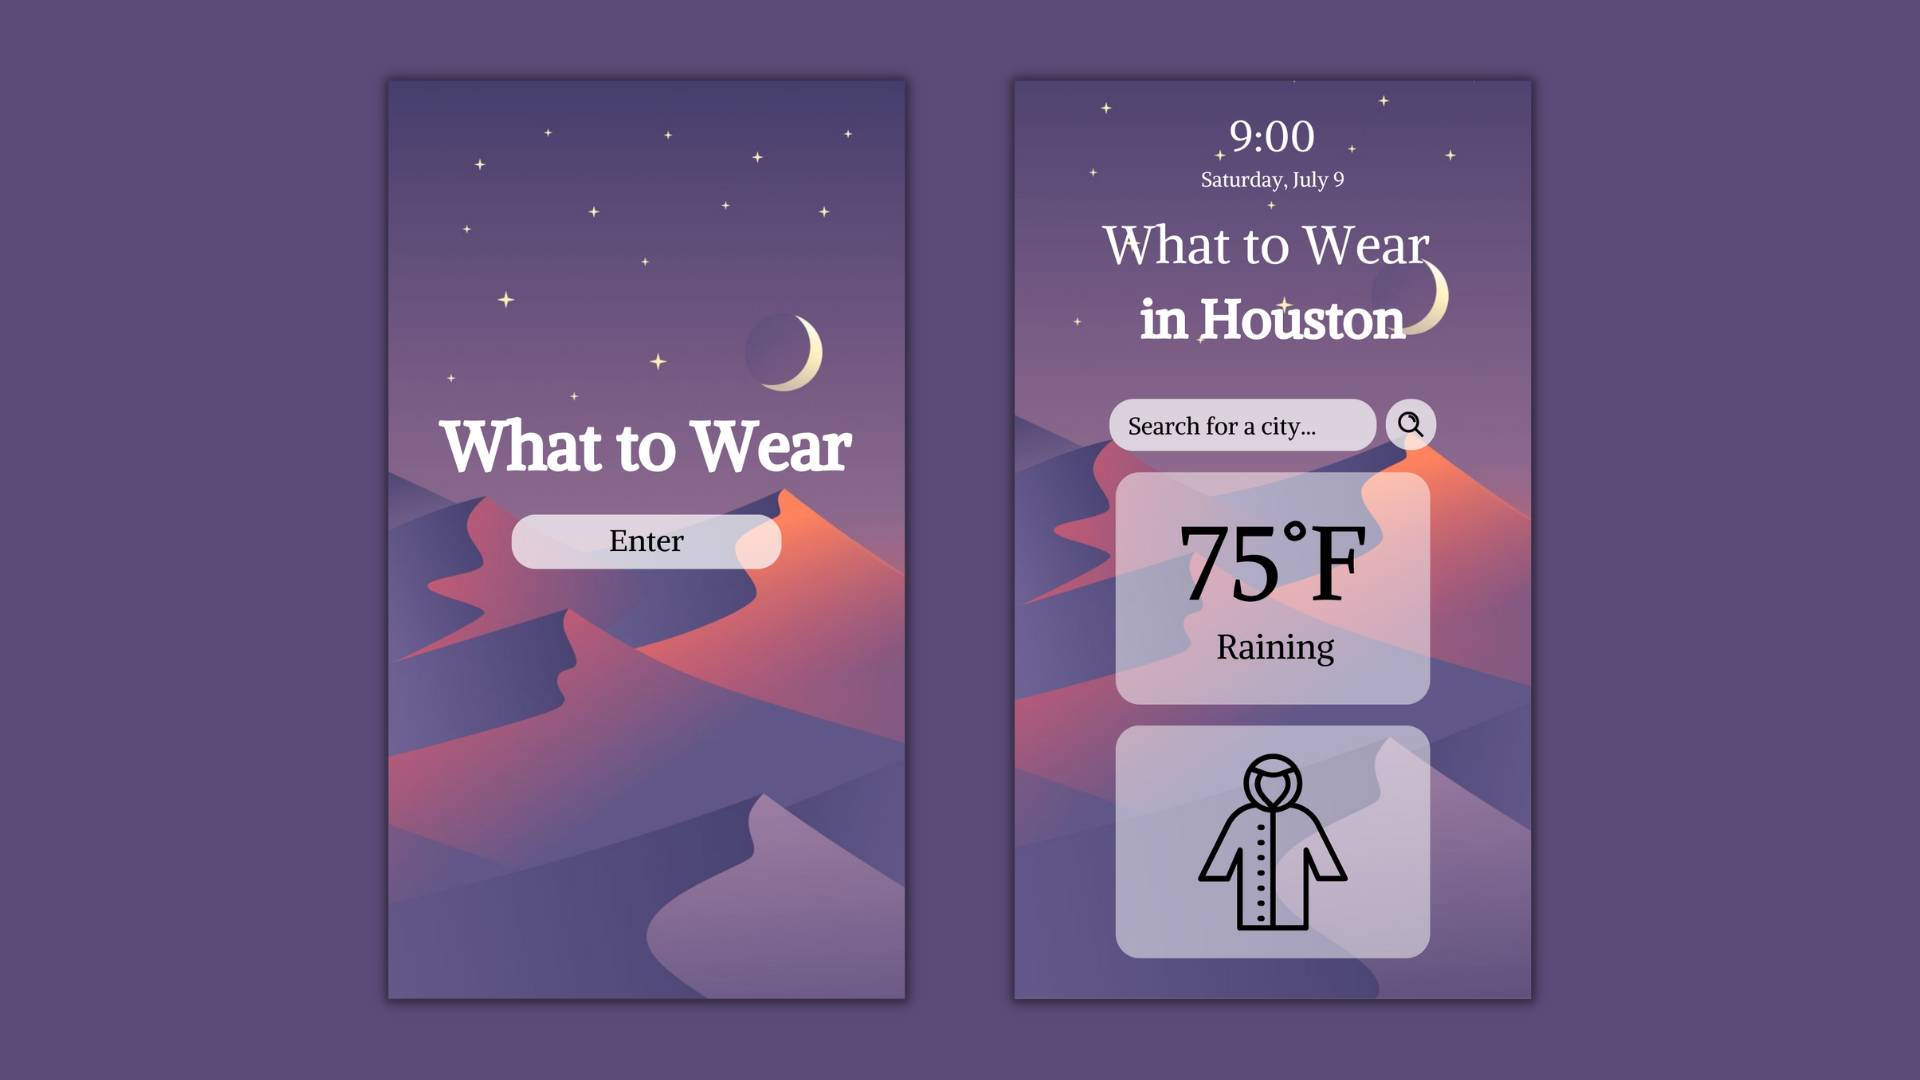 What to Wear
Enter
9:00
Saturday, July 9
What to Wear
in Houston
Search for a city...
75°F
Raining